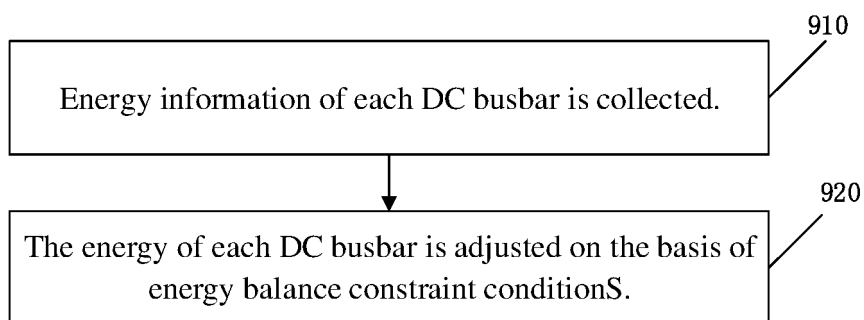 910
Energy information of each DC busbar is collected.
920
The energy of each DC busbar is adjusted on the basis of
energy balance constraint conditionS.